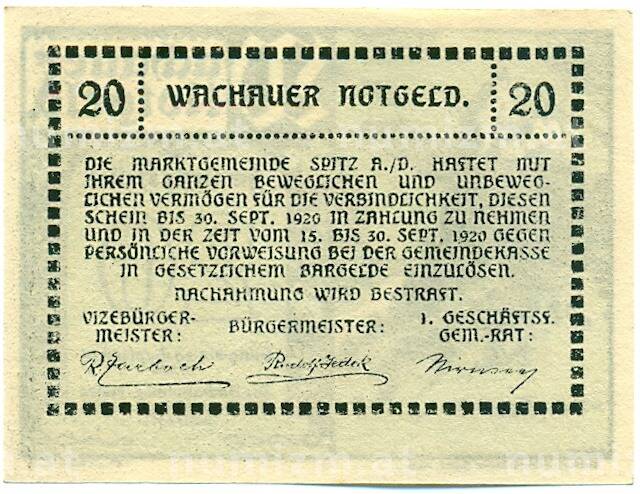 20 WACHAUER NOTGELD. 20
DIE MARKTGEMEINDE SPITZ A./D. HAFTET MIT
IHREM GANZEN BEWEGLICHEN UND UNBEWEG-
LICHEN VERMÖGEN FÜR DIE VERBINDLICHKEIT, DIESEN
SCHEIN BIS 30. SEPT. 1920 IN ZAHLUNG ZU NEHMEN
UND IN DER ZEIT VOM 15. BIS 30. SEPT. 1920 GEGEN
PERSÖNLICHE VORWEISUNG BEI DER GEMEINDEKASSE
IN GESETZLICHEM BARGELDE EINZULÖSEN.
NACHAHMUNG WIRD BESTRAFT.
VIZEBÜRGER-
MEISTER:
BÜRGERMEISTER:
1. GESCHÄFTSF.
GEM.-RAT:
Rudolf
numizm.at